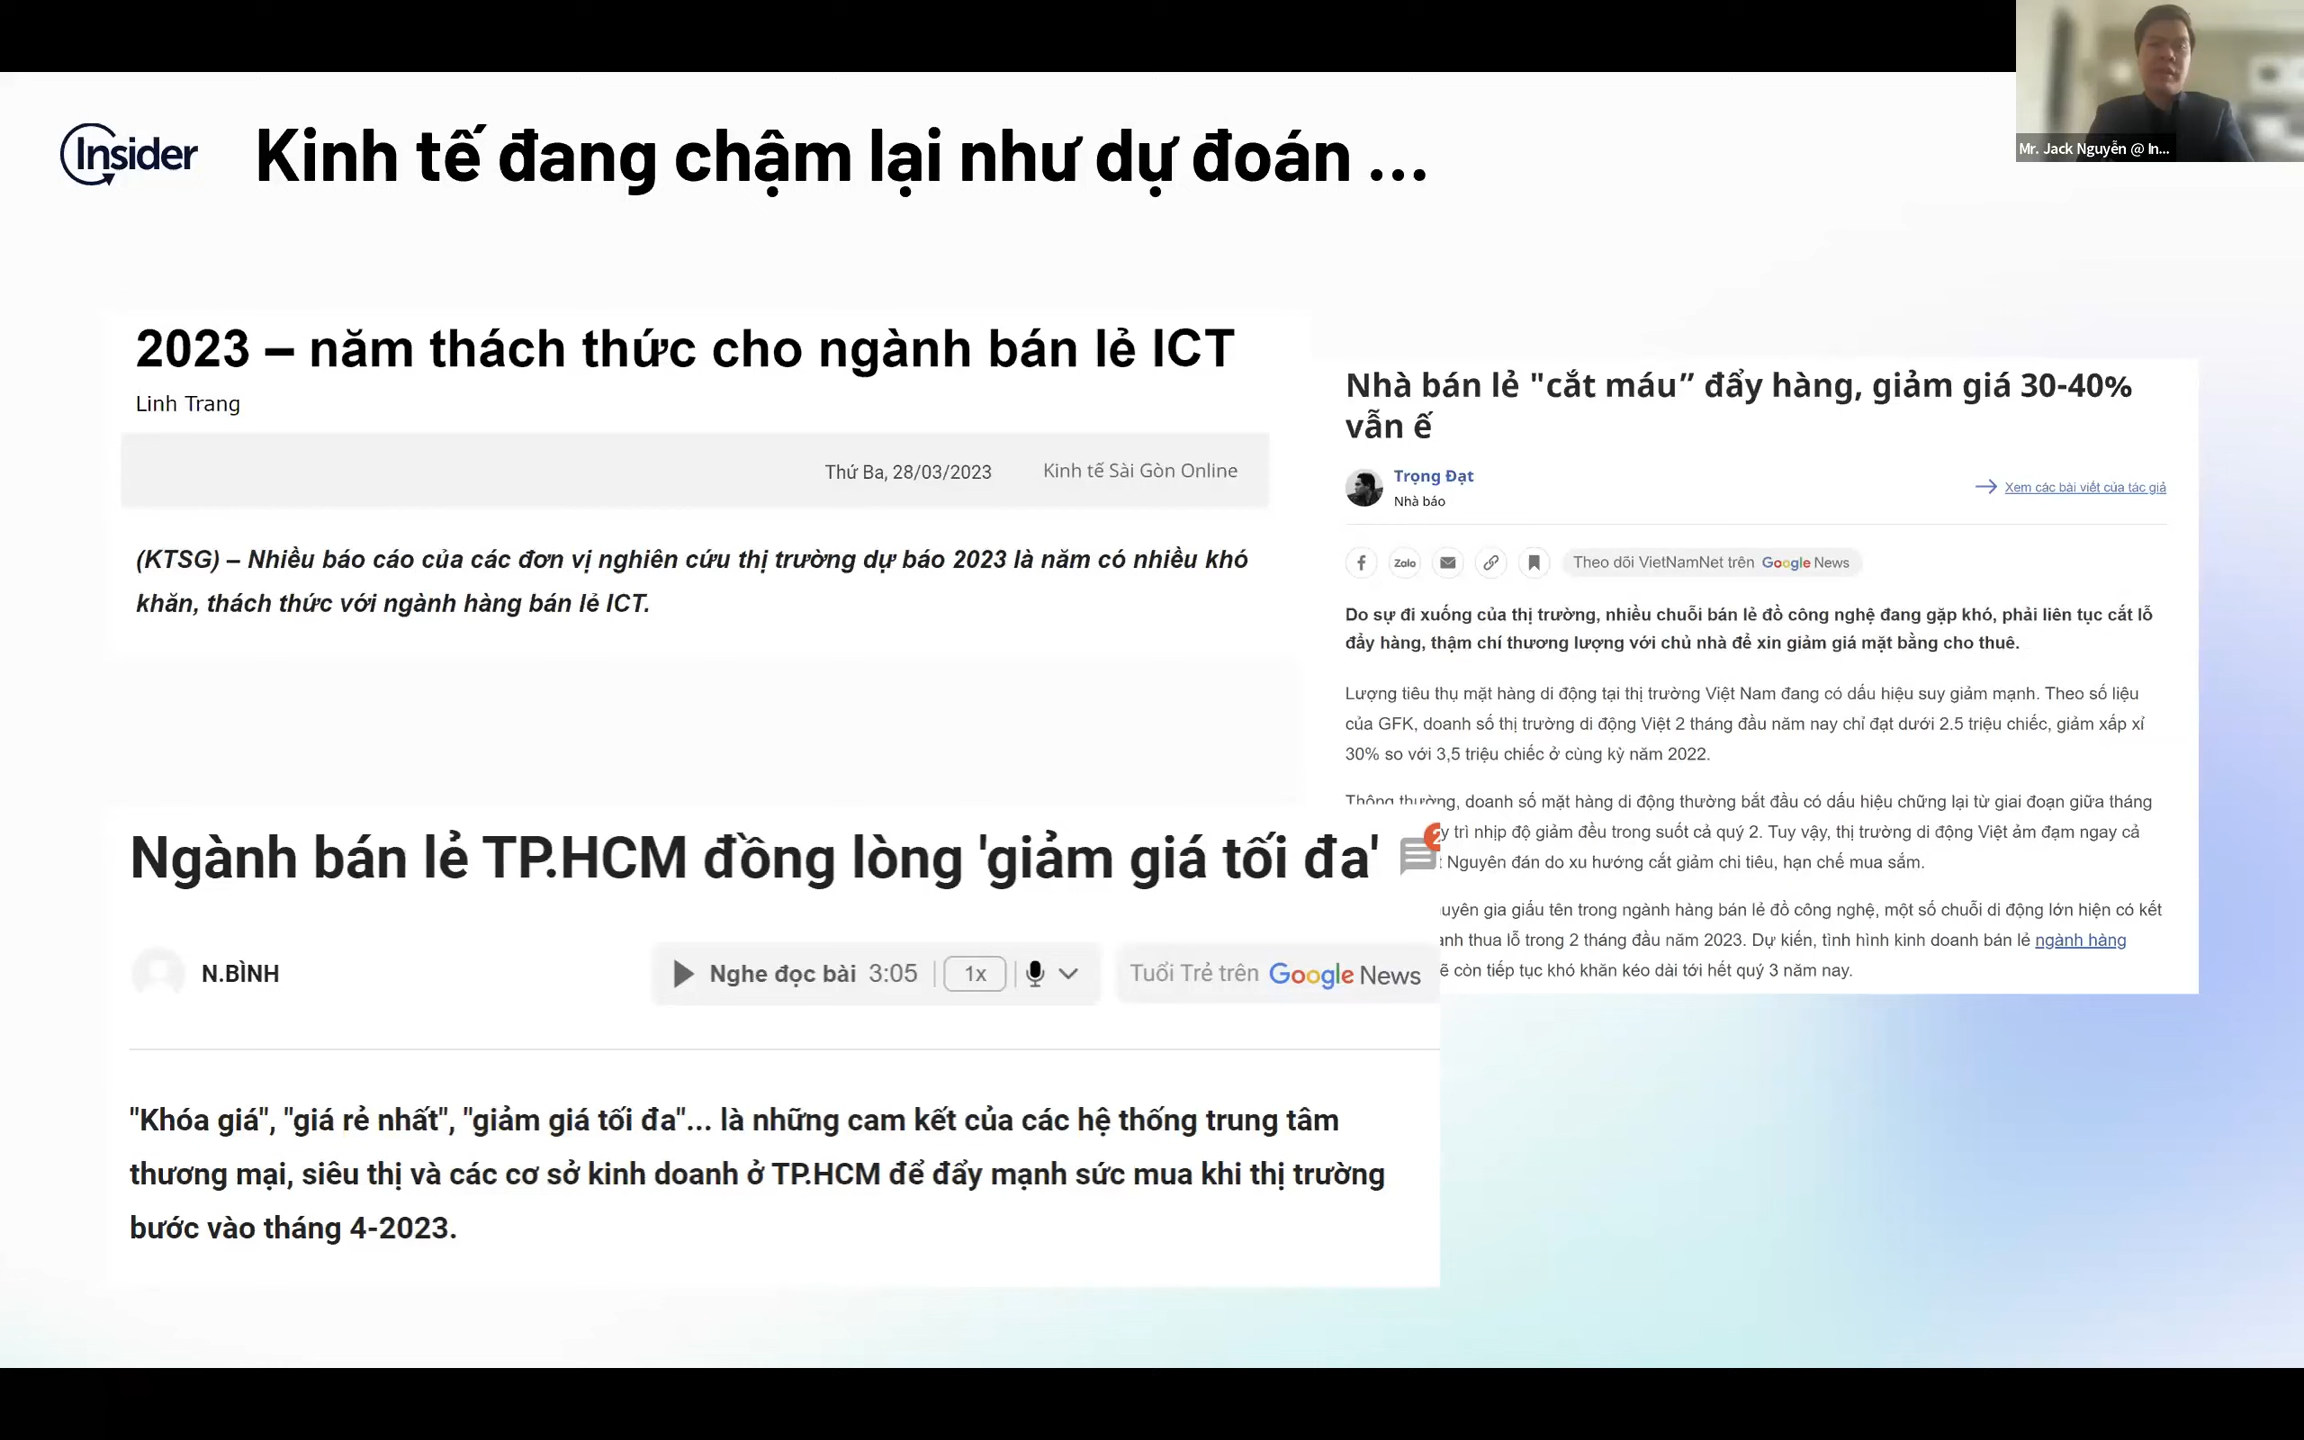 Insider
Kinh tế đang chậm lại như dự đoán ...
Mr. Jack Nguyễn @ In...
2023 – năm thách thức cho ngành bán lẻ ICT
Linh Trang
Thứ Ba, 28/03/2023 Kinh tế Sài Gòn Online
(KTSG) – Nhiều báo cáo của các đơn vị nghiên cứu thị trường dự báo 2023 là năm có nhiều khó
khăn, thách thức với ngành hàng bán lẻ ICT.
Nhà bán lẻ "cắt máu” đẩy hàng, giảm giá 30-40%
vẫn ế
Trọng Đạt
Nhà báo
Xem các bài viết của tác giả
Zalo
Theo dõi VietNamNet trên Google News
Do sự đi xuống của thị trường, nhiều chuỗi bán lẻ đồ công nghệ đang gặp khó, phải liên tục cắt lỗ
đẩy hàng, thậm chí thương lượng với chủ nhà để xin giảm giá mặt bằng cho thuê.
Lượng tiêu thụ mặt hàng di động tại thị trường Việt Nam đang có dấu hiệu suy giảm mạnh. Theo số liệu
của GFK, doanh số thị trường di động Việt 2 tháng đầu năm nay chỉ đạt dưới 2.5 triệu chiếc, giảm xấp xỉ
30% so với 3,5 triệu chiếc ở cùng kỳ năm 2022.
Thông thường, doanh số mặt hàng di động thường bắt đầu có dấu hiệu chững lại từ giai đoạn giữa tháng
y trì nhịp độ giảm đều trong suốt cả quý 2. Tuy vậy, thị trường di động Việt ảm đạm ngay cả
Nguyên đán do xu hướng cắt giảm chi tiêu, hạn chế mua sắm.
uyên gia giấu tên trong ngành hàng bán lẻ đồ công nghệ, một số chuỗi di động lớn hiện có kết
anh thua lỗ trong 2 tháng đầu năm 2023. Dự kiến, tình hình kinh doanh bán lẻ ngành hàng
ẽ còn tiếp tục khó khăn kéo dài tới hết quý 3 năm nay.
Ngành bán lẻ TP.HCM đồng lòng 'giảm giá tối đa'
2
N.BÌNH
Nghe đọc bài 3:05 1x
Tuổi Trẻ trên Google News
"Khóa giá", "giá rẻ nhất", "giảm giá tối đa"... là những cam kết của các hệ thống trung tâm
thương mại, siêu thị và các cơ sở kinh doanh ở TP.HCM để đẩy mạnh sức mua khi thị trường
bước vào tháng 4-2023.